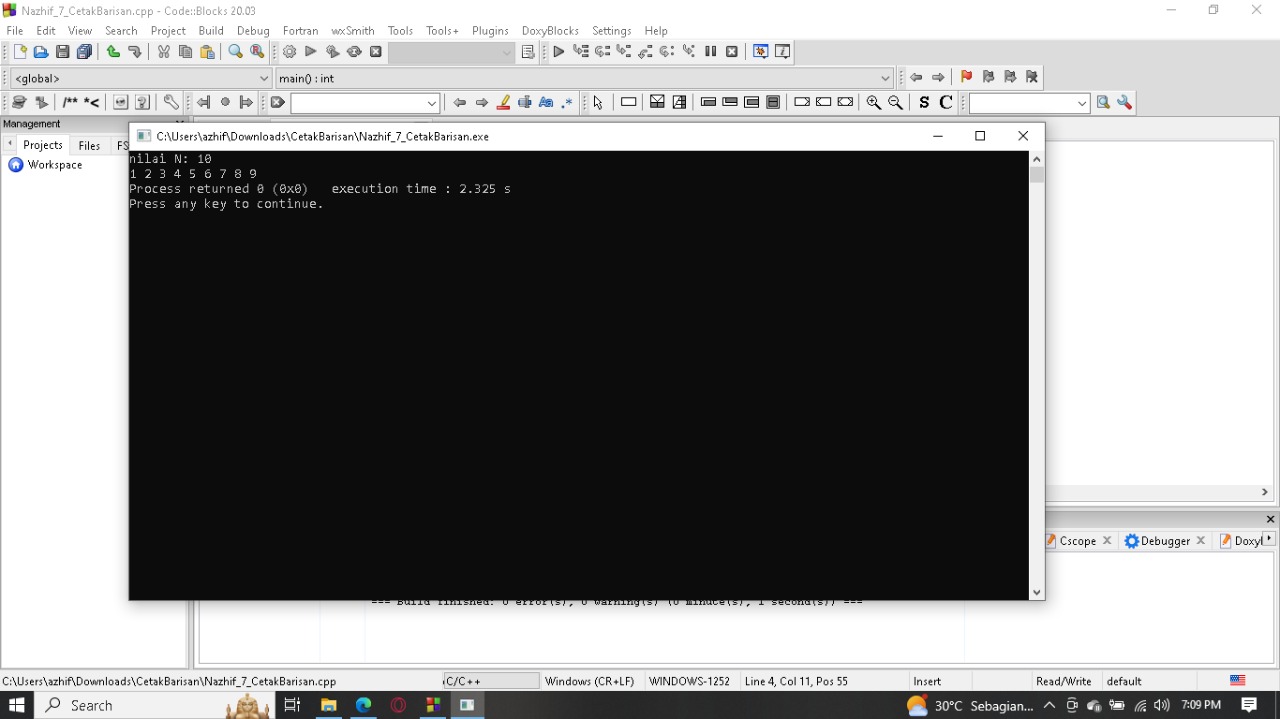 Nazhif_7_CetakBarisan.cpp - Code::Blocks 20.03
File Edit View Search Project Build Debug Fortran wxSmith Tools Tools+ Plugins DoxyBlocks Settings Help
<global> main() : int
/** *< S C
Management
Projects Files FS
Workspace
C:\Users\azhif\Downloads\CetakBarisan\Nazhif_7_CetakBarisan.exe
nilai N: 10
1 2 3 4 5 6 7 8 9
Process returned 0 (0x0)   execution time : 2.325 s
Press any key to continue.
Cscope Debugger Doxyl
=== Build finished: 0 error(s), 0 warning(s) (0 minute(s), 1 second(s)) ===
C:\Users\azhif\Downloads\CetakBarisan\Nazhif_7_CetakBarisan.cpp C/C++ Windows (CR+LF) WINDOWS-1252 Line 4, Col 11, Pos 55 Insert Read/Write default
Search 30°C Sebagian... 7:09 PM